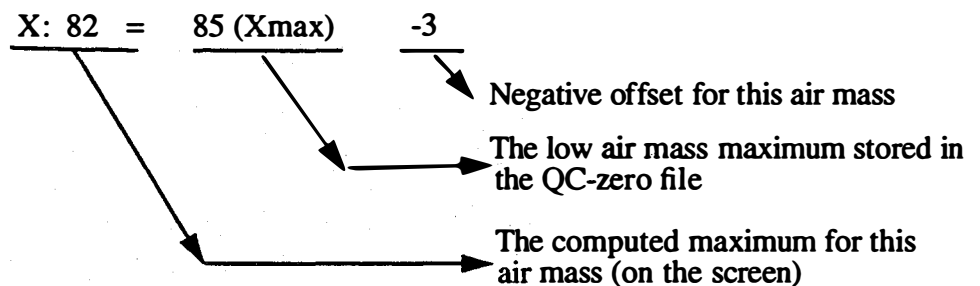 X: 82 = 85 (Xmax) -3
Negative offset for this air mass
The low air mass maximum stored in
the QC-zero file
The computed maximum for this
air mass (on the screen)